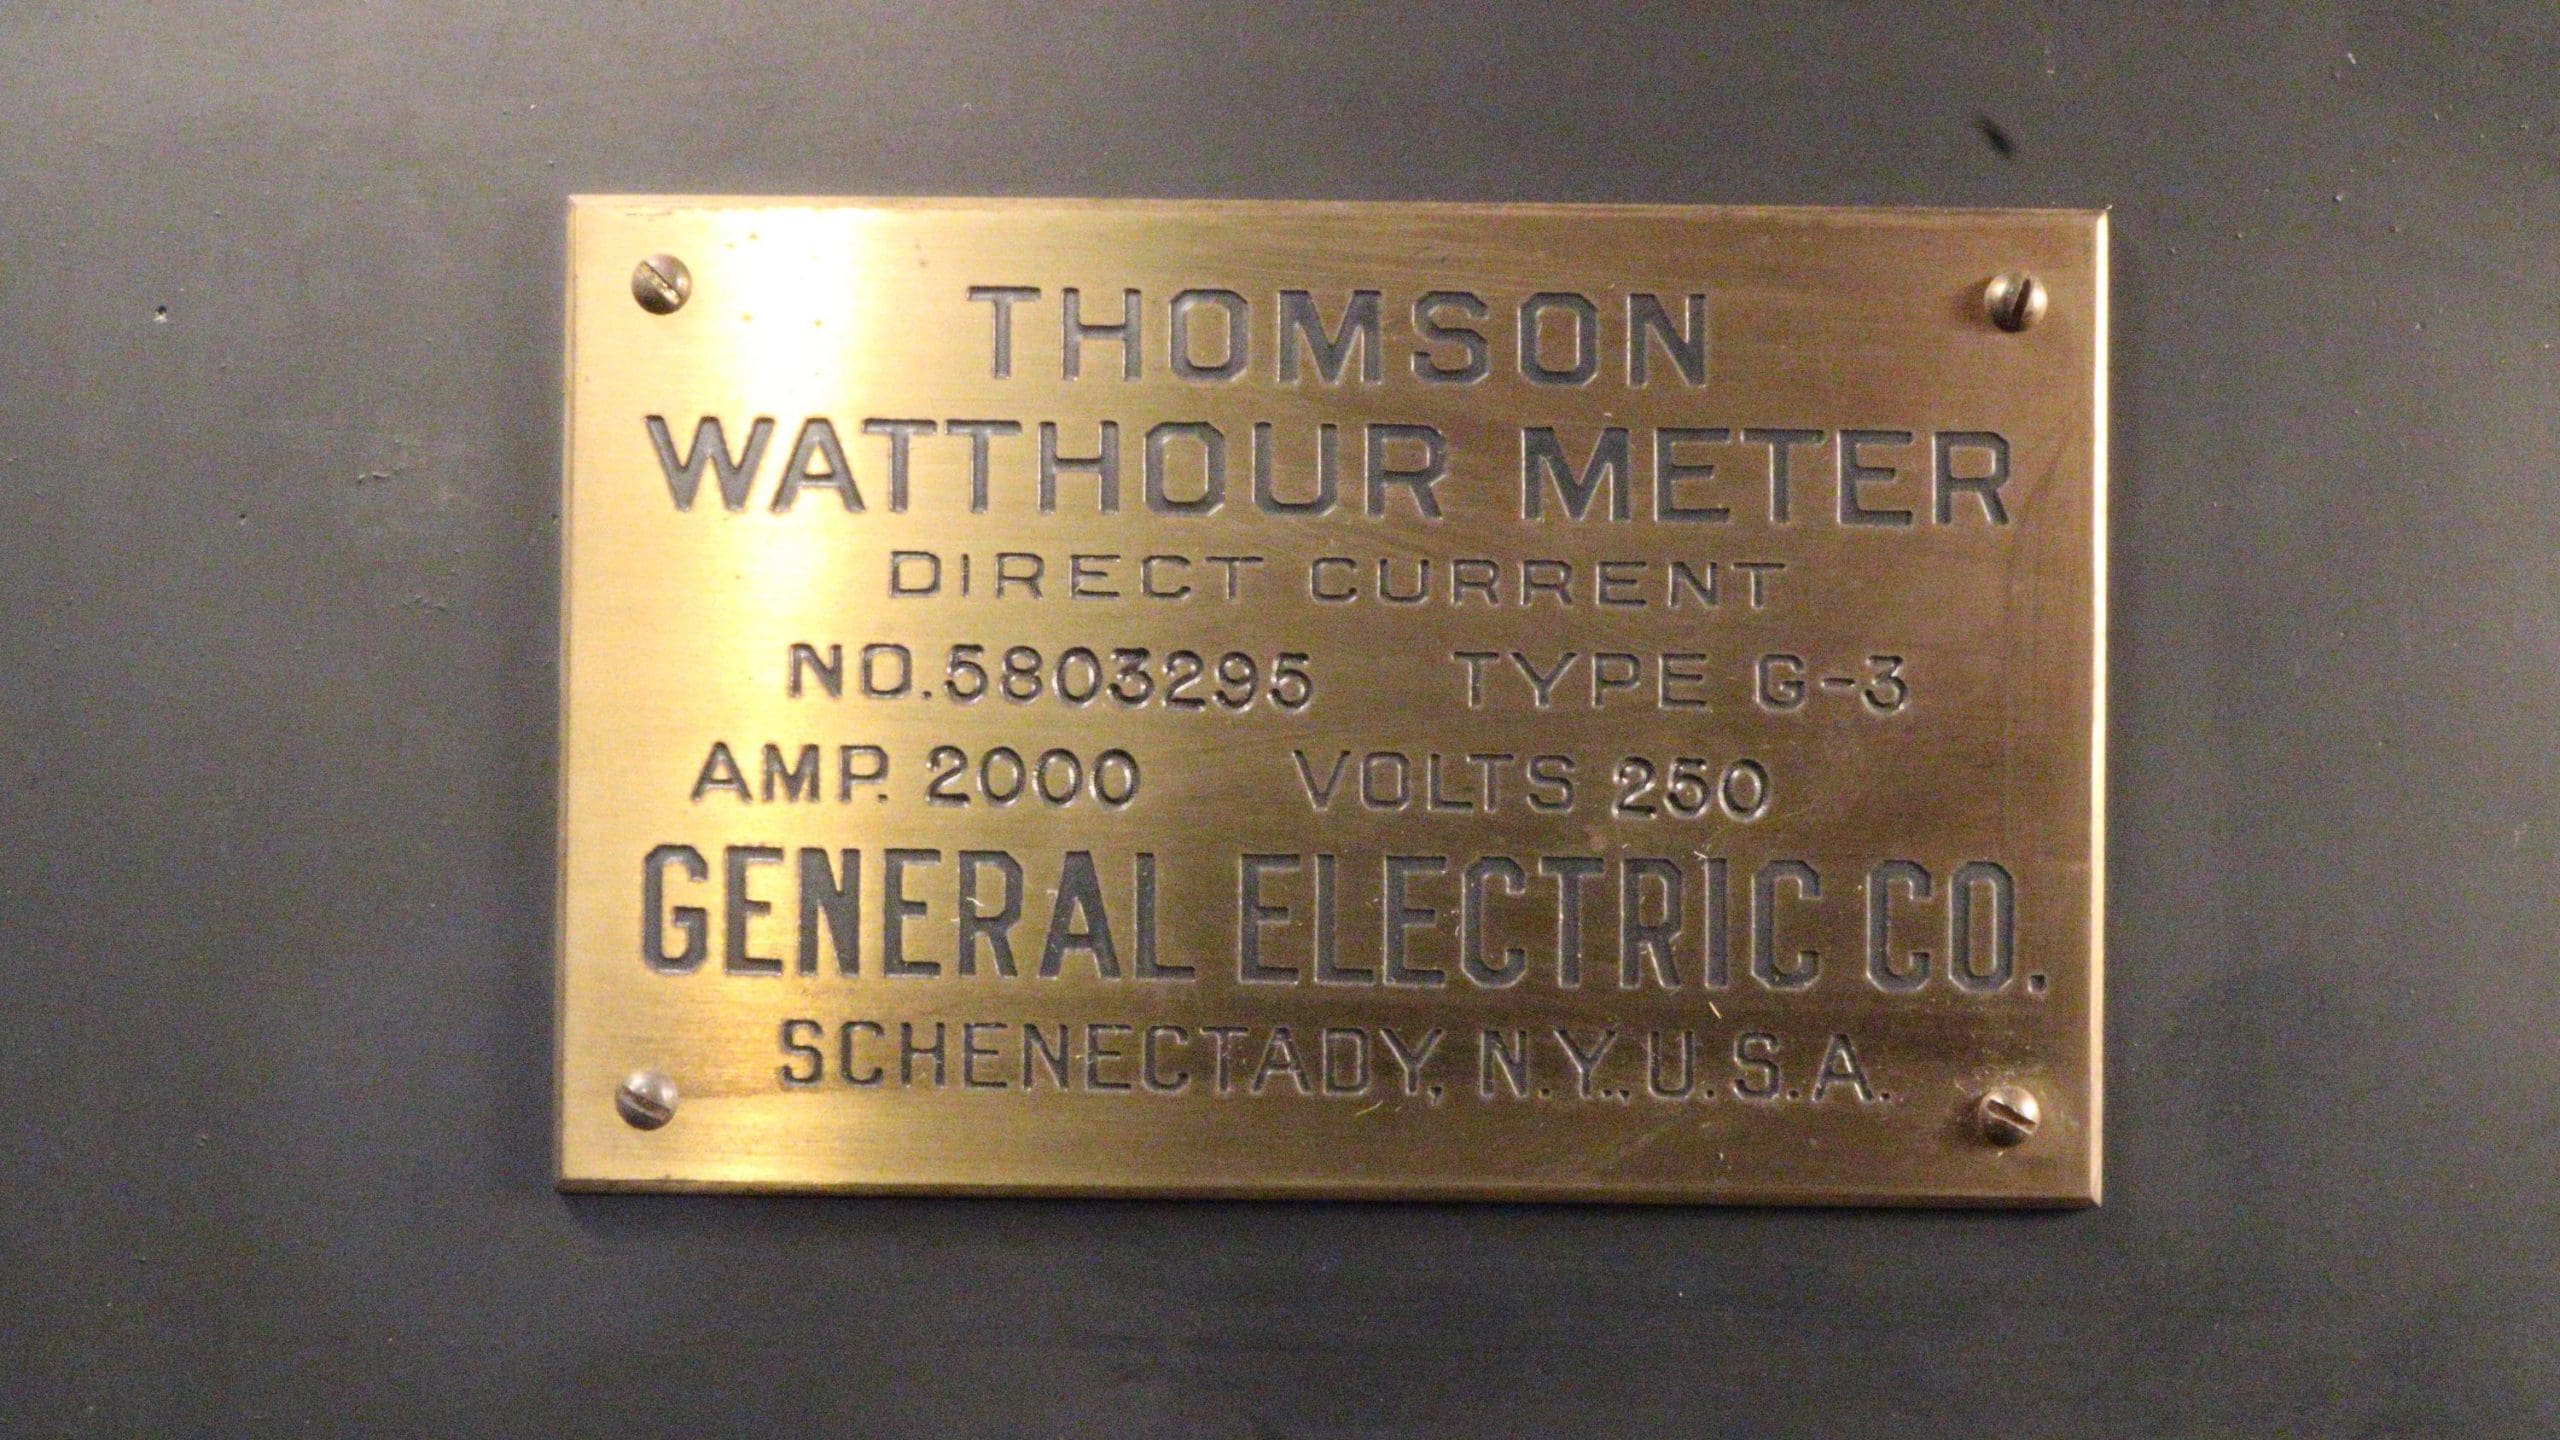 THOMSON
WATTHOUR METER
DIRECT CURRENT
NO. 5803295 TYPE G-3
AMP. 2000 VOLTS 250
GENERAL ELECTRIC CO.
SCHENECTADY, N.Y., U.S.A.